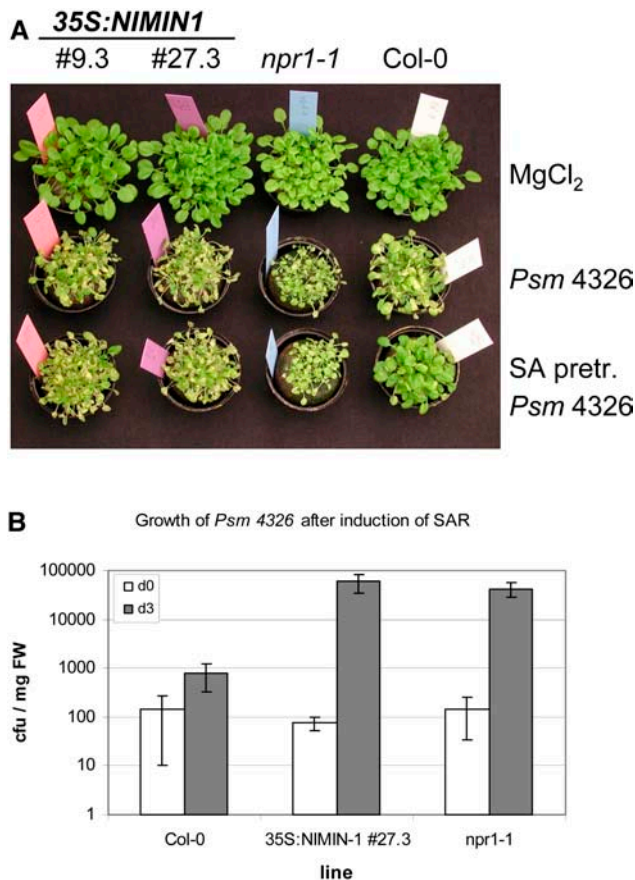 A
35S:NIMIN1
#9.3 #27.3 npr1-1 Col-0
MgCl₂
Psm 4326
SA pretr.
Psm 4326
B
Growth of Psm 4326 after induction of SAR
d0
d3
cfu / mg FW
100000
10000
1000
100
10
1
Col-0 35S:NIMIN-1 #27.3 npr1-1
line